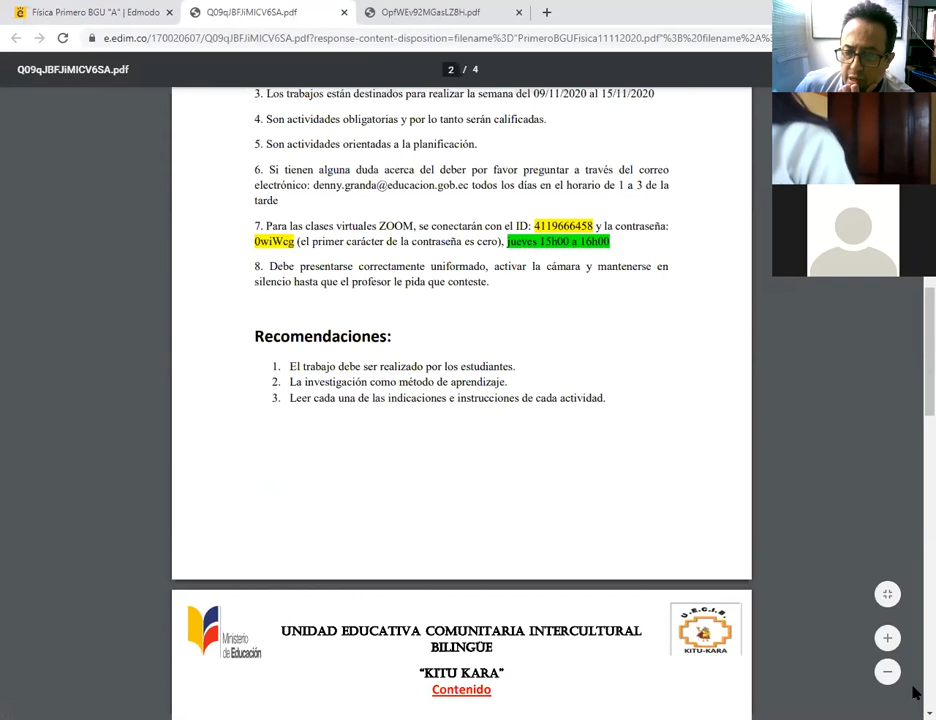 Física Primero BGU "A" | Edmodo
Q09qJBFJiMICV6SA.pdf
OpfWEv92MGasLZ8H.pdf
e.edim.co/170020607/Q09qJBFJiMICV6SA.pdf?response-content-disposition=filename%3D"PrimeroBGUFisica11112020.pdf"%3B%20filename%2A%
Q09qJBFJiMICV6SA.pdf
2 / 4
3. Los trabajos están destinados para realizar la semana del 09/11/2020 al 15/11/2020
4. Son actividades obligatorias y por lo tanto serán calificadas.
5. Son actividades orientadas a la planificación.
6. Si tienen alguna duda acerca del deber por favor preguntar a través del correo
electrónico: denny.granda@educacion.gob.ec todos los días en el horario de 1 a 3 de la
tarde
7. Para las clases virtuales ZOOM, se conectarán con el ID: 4119666458 y la contraseña:
0wiWcg (el primer carácter de la contraseña es cero), jueves 15h00 a 16h00
8. Debe presentarse correctamente uniformado, activar la cámara y mantenerse en
silencio hasta que el profesor le pida que conteste.
Recomendaciones:
1. El trabajo debe ser realizado por los estudiantes.
2. La investigación como método de aprendizaje.
3. Leer cada una de las indicaciones e instrucciones de cada actividad.
Ministerio
de Educación
UNIDAD EDUCATIVA COMUNITARIA INTERCULTURAL
BILINGÜE
"KITU KARA"
Contenido
U.E.C.I.B.
KITU-KARA